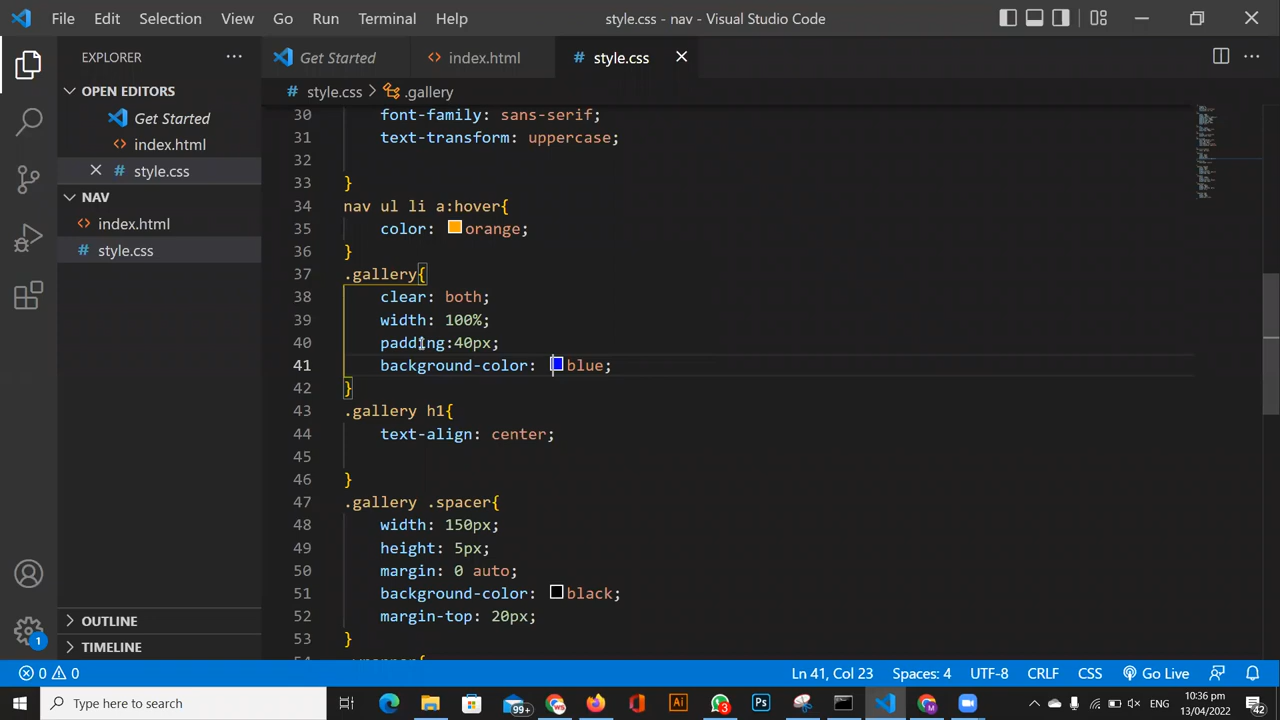 File Edit Selection View Go Run Terminal Help style.css - nav - Visual Studio Code
EXPLORER
Get Started index.html style.css
OPEN EDITORS
style.css > .gallery
Get Started
index.html
style.css
NAV
index.html
style.css
OUTLINE
TIMELINE
30 font-family: sans-serif;
31 text-transform: uppercase;
32
33 }
34 nav ul li a:hover{
35 color: orange;
36 }
37 .gallery{
38 clear: both;
39 width: 100%;
40 padding:40px;
41 background-color: blue;
42 }
43 .gallery h1{
44 text-align: center;
45
46 }
47 .gallery .spacer{
48 width: 150px;
49 height: 5px;
50 margin: 0 auto;
51 background-color: black;
52 margin-top: 20px;
53 }
1
0 0 Ln 41, Col 23 Spaces: 4 UTF-8 CRLF CSS Go Live
Type here to search 99+ Ai 3 Ps M ENG 10:36 pm
13/04/2022 42